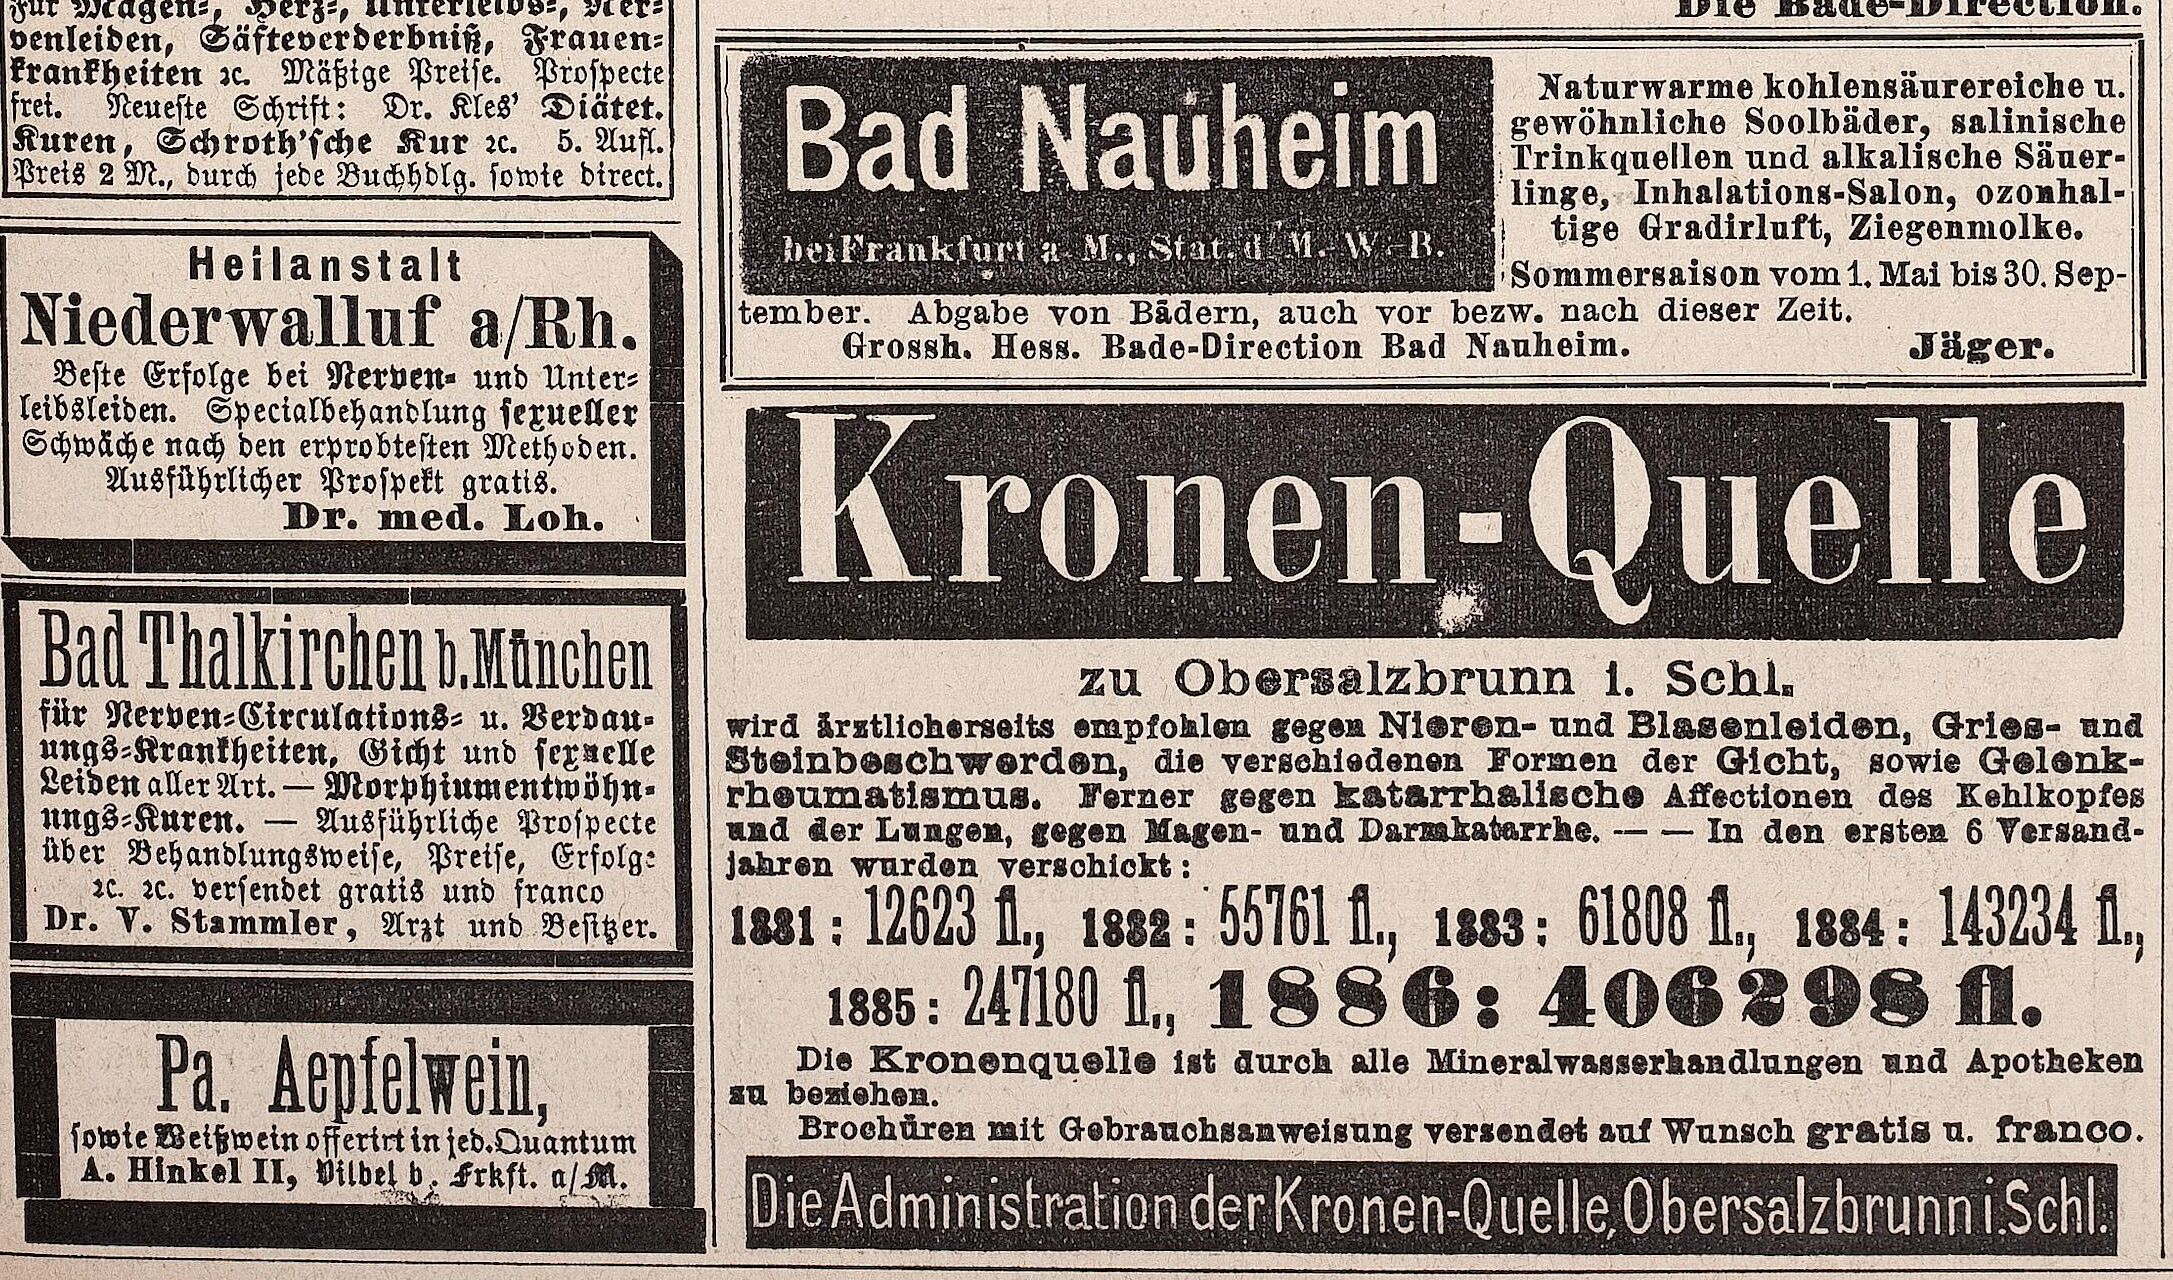 Für Magen-, Herz-, Unterleibs-, Ner-
venleiden, Säfteverderbniß, Frauen-
krankheiten ꝛc. Mäßige Preise. Prospecte
frei. Neueste Schrift: Dr. Kles' Diätet.
Kuren, Schroth'sche Kur ꝛc. 5. Aufl.
Preis 2 M., durch jede Buchhdlg. sowie direct.
Heilanstalt
Niederwalluf a/Rh.
Beste Erfolge bei Nerven- und Unter-
leibsleiden. Specialbehandlung sexueller
Schwäche nach den erprobtesten Methoden.
Ausführlicher Prospekt gratis.
Dr. med. Loh.
Bad Thalkirchen b. München
für Nerven-Circulations- u. Verdau-
ungs-Krankheiten, Gicht und sexuelle
Leiden aller Art. — Morphiumentwöhn-
ungs-Kuren. — Ausführliche Prospecte
über Behandlungsweise, Preise, Erfolge
ꝛc. ꝛc. versendet gratis und franco
Dr. V. Stammler, Arzt und Besitzer.
Pa. Aepfelwein,
sowie Weißwein offerirt in jed. Quantum
A. Hinkel II, Vilbel b. Frkft. a/M.
Die Bade-Direction.
Bad Nauheim
bei Frankfurt a. M., Stat. d. M.-W.-B.
Naturwarme kohlensäurereiche u.
gewöhnliche Soolbäder, salinische
Trinkquellen und alkalische Säuer-
linge, Inhalations-Salon, ozonhal-
tige Gradirluft, Ziegenmolke.
Sommersaison vom 1. Mai bis 30. Sep-
tember. Abgabe von Bädern, auch vor bezw. nach dieser Zeit.
Grossh. Hess. Bade-Direction Bad Nauheim. Jäger.
Kronen-Quelle
zu Obersalzbrunn i. Schl.
wird ärztlicherseits empfohlen gegen Nieren- und Blasenleiden, Gries- und
Steinbeschwerden, die verschiedenen Formen der Gicht, sowie Gelenk-
rheumatismus. Ferner gegen katarrhalische Affectionen des Kehlkopfes
und der Lungen, gegen Magen- und Darmkatarrhe. — — In den ersten 6 Versand-
jahren wurden verschickt:
1881: 12623 fl., 1882: 55761 fl., 1883: 61808 fl., 1884: 143234 fl.,
1885: 247180 fl., 1886: 406298 fl.
Die Kronenquelle ist durch alle Mineralwasserhandlungen und Apotheken
zu beziehen.
Brochüren mit Gebrauchsanweisung versendet auf Wunsch gratis u. franco.
Die Administration der Kronen-Quelle, Obersalzbrunn i. Schl.